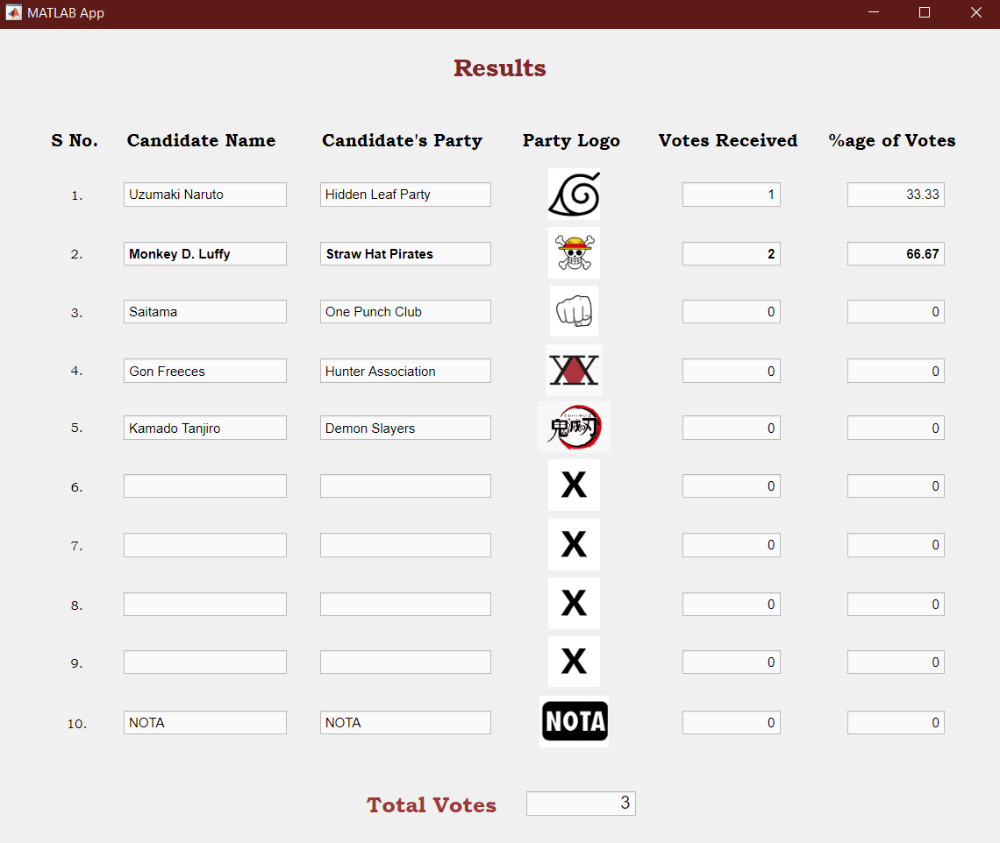 MATLAB App
Results
S No. Candidate Name Candidate's Party Party Logo Votes Received %age of Votes
1. Uzumaki Naruto Hidden Leaf Party 1 33.33
2. Monkey D. Luffy Straw Hat Pirates 2 66.67
3. Saitama One Punch Club 0 0
4. Gon Freeces Hunter Association 0 0
5. Kamado Tanjiro Demon Slayers 鬼滅の刃 0 0
6. X 0 0
7. X 0 0
8. X 0 0
9. X 0 0
10. NOTA NOTA NOTA 0 0
Total Votes 3